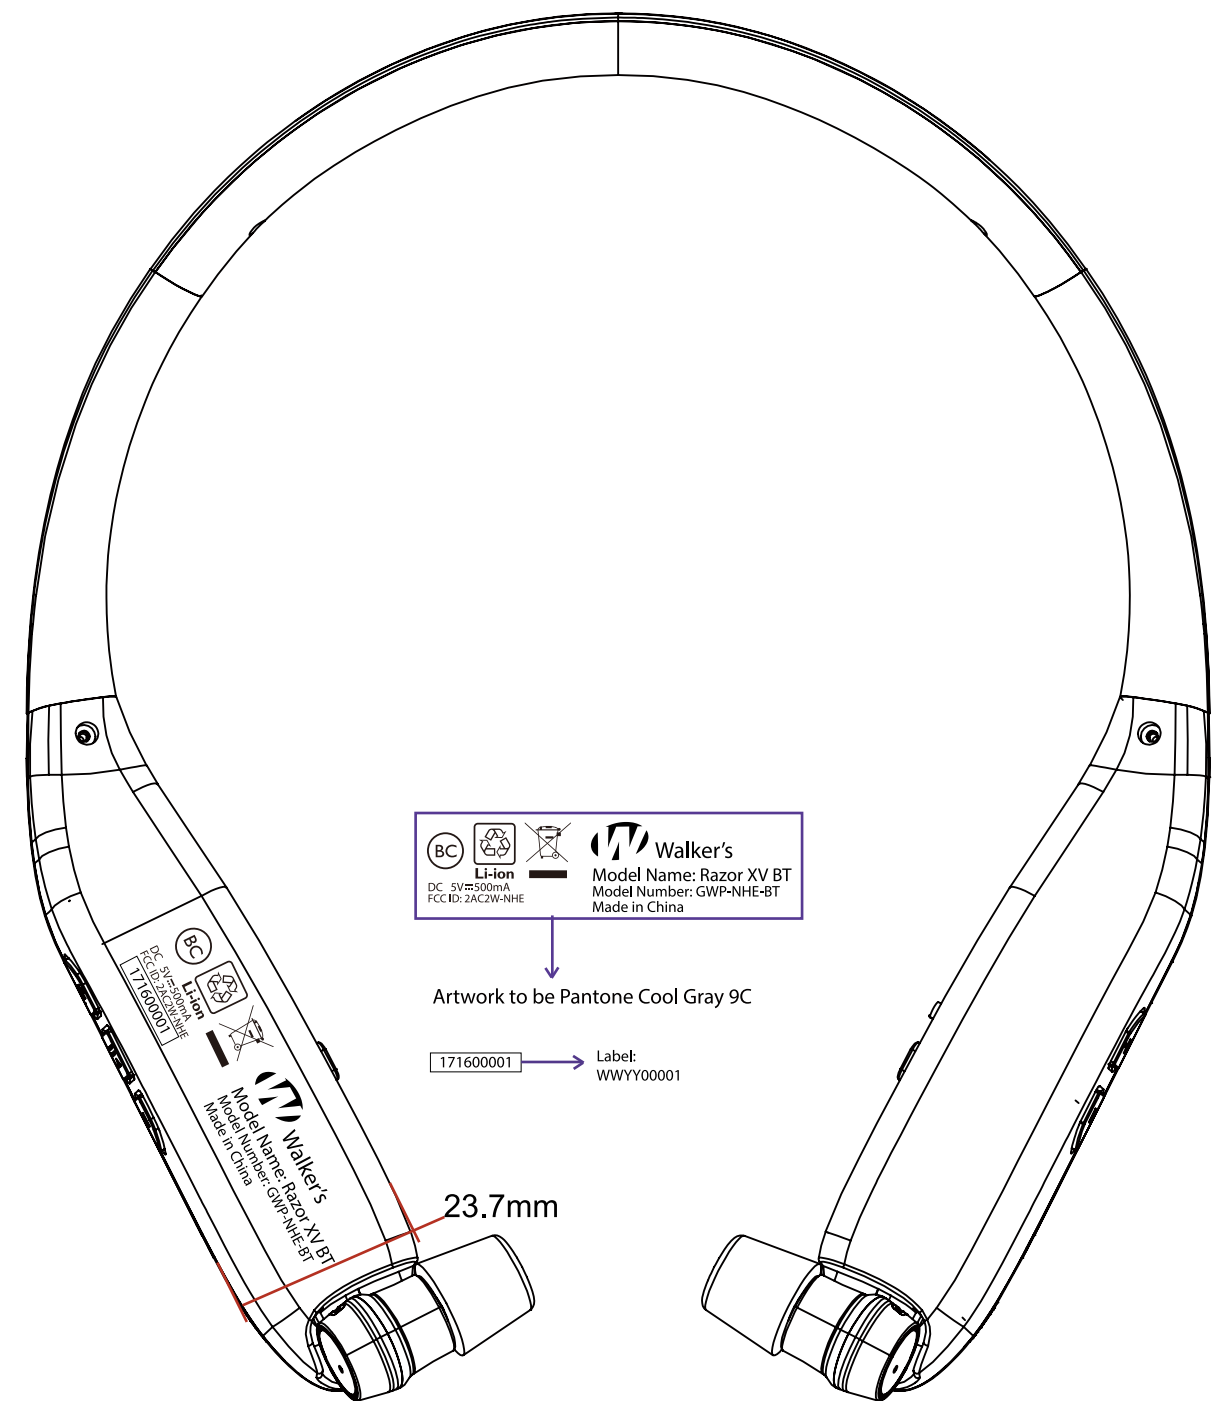 BC
Li-ion
DC 5V⎓500mA
FCC ID: 2AC2W-NHE
W Walker's
Model Name: Razor XV BT
Model Number: GWP-NHE-BT
Made in China
Artwork to be Pantone Cool Gray 9C
171600001
Label:
WWYY00001
BC
Li-ion
DC 5V⎓500mA
FCC ID: 2AC2W-NHE
171600001
W Walker's
Model Name: Razor XV BT
Model Number: GWP-NHE-BT
Made in China
23.7mm